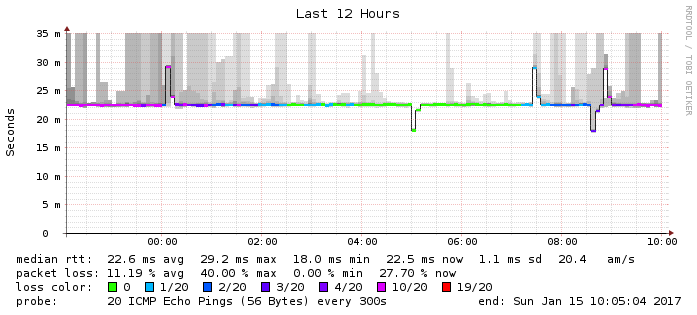 Last 12 Hours
RRDTOOL / TOBI OETIKER
Seconds
35 m
30 m
25 m
20 m
15 m
10 m
5 m
0
00:00 02:00 04:00 06:00 08:00 10:00
median rtt: 22.6 ms avg 29.2 ms max 18.0 ms min 22.5 ms now 1.1 ms sd 20.4 am/s
packet loss: 11.19 % avg 40.00 % max 0.00 % min 27.70 % now
loss color: 0 1/20 2/20 3/20 4/20 10/20 19/20
probe: 20 ICMP Echo Pings (56 Bytes) every 300s end: Sun Jan 15 10:05:04 2017